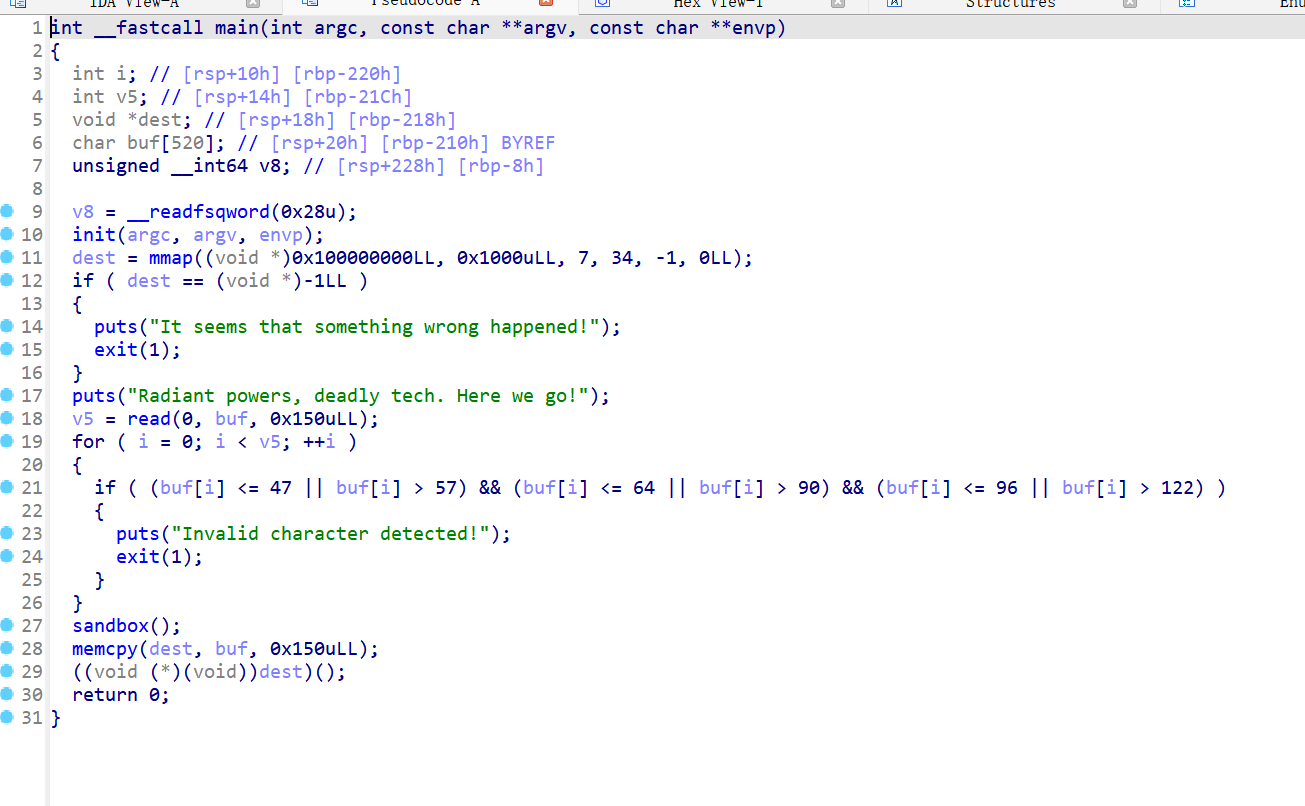 IDA View-A Pseudocode-A Hex View-1 Structures Enu
1 int __fastcall main(int argc, const char **argv, const char **envp)
2 {
3   int i; // [rsp+10h] [rbp-220h]
4   int v5; // [rsp+14h] [rbp-21Ch]
5   void *dest; // [rsp+18h] [rbp-218h]
6   char buf[520]; // [rsp+20h] [rbp-210h] BYREF
7   unsigned __int64 v8; // [rsp+228h] [rbp-8h]
8
9   v8 = __readfsqword(0x28u);
10   init(argc, argv, envp);
11   dest = mmap((void *)0x100000000LL, 0x1000uLL, 7, 34, -1, 0LL);
12   if ( dest == (void *)-1LL )
13   {
14     puts("It seems that something wrong happened!");
15     exit(1);
16   }
17   puts("Radiant powers, deadly tech. Here we go!");
18   v5 = read(0, buf, 0x150uLL);
19   for ( i = 0; i < v5; ++i )
20   {
21     if ( (buf[i] <= 47 || buf[i] > 57) && (buf[i] <= 64 || buf[i] > 90) && (buf[i] <= 96 || buf[i] > 122) )
22     {
23       puts("Invalid character detected!");
24       exit(1);
25     }
26   }
27   sandbox();
28   memcpy(dest, buf, 0x150uLL);
29   ((void (*)(void))dest)();
30   return 0;
31 }